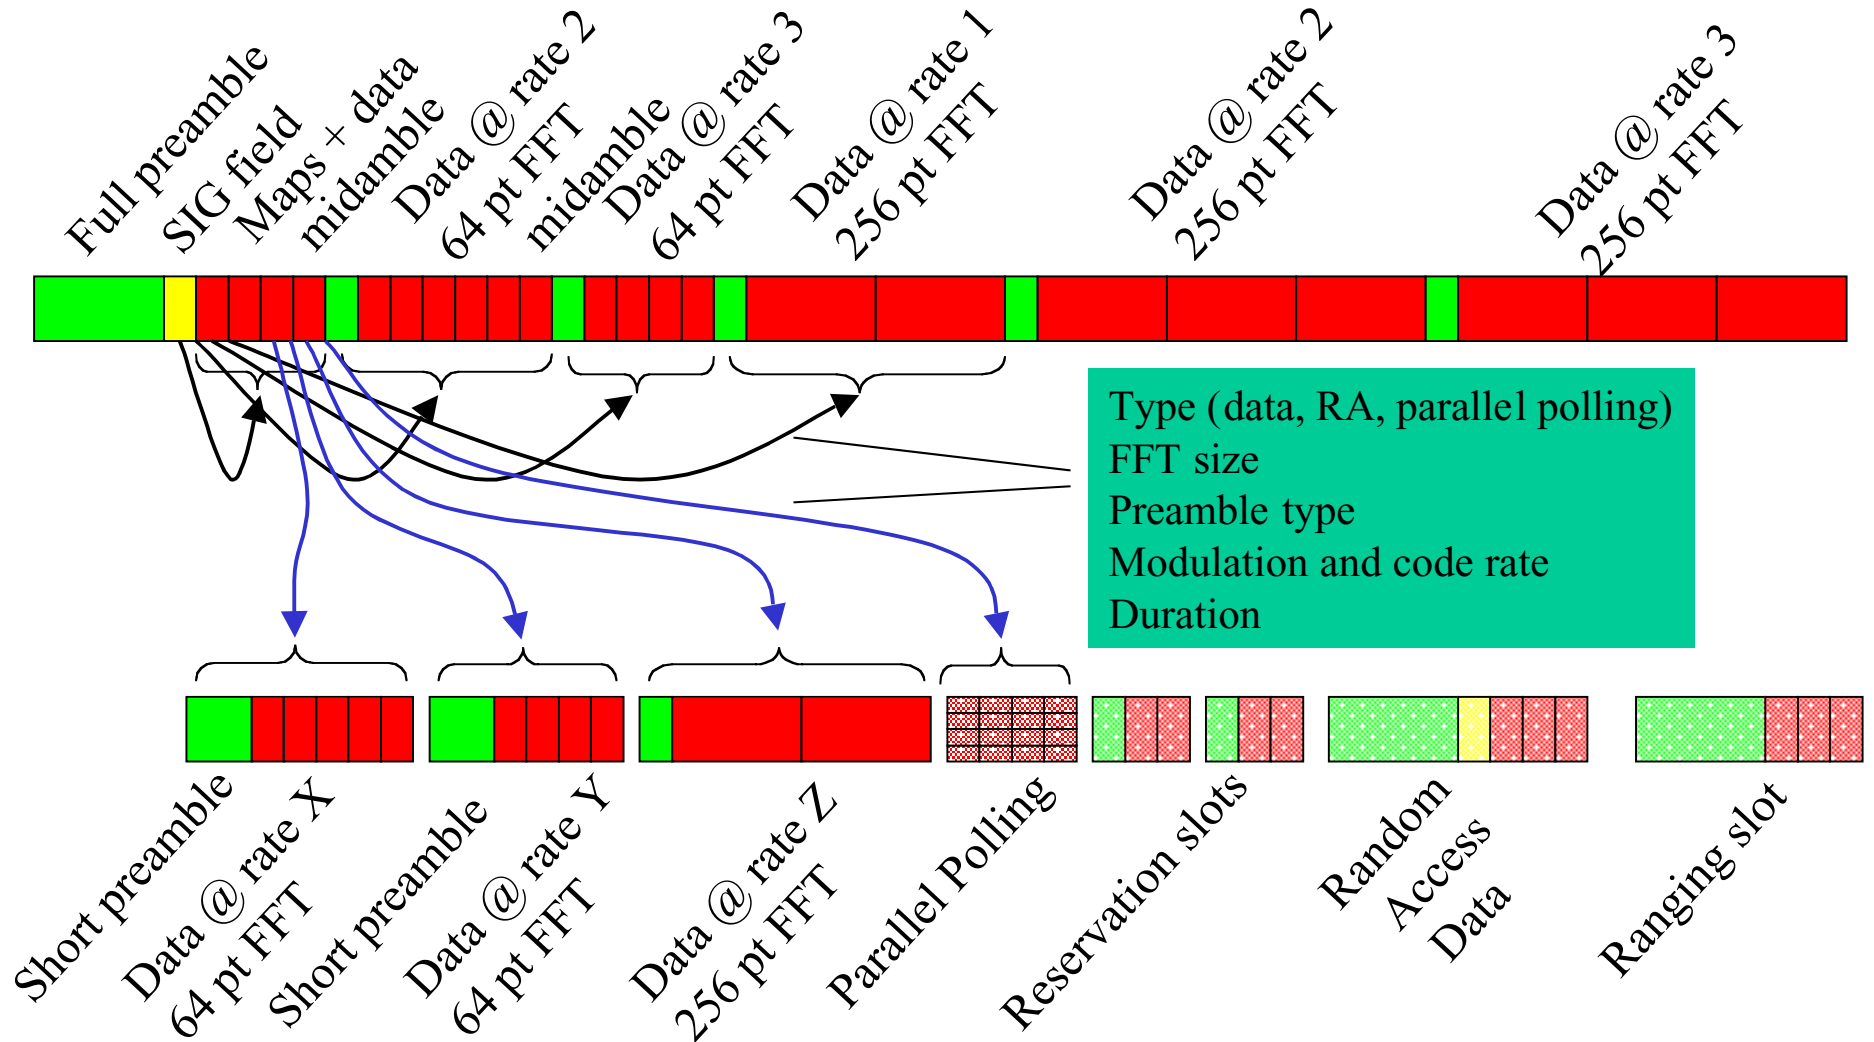 Full preamble
SIG field
Maps + data
midamble
Data @ rate 2
64 pt FFT
midamble
Data @ rate 3
64 pt FFT
Data @ rate 1
256 pt FFT
Data @ rate 2
256 pt FFT
Data @ rate 3
256 pt FFT
Type (data, RA, parallel polling)
FFT size
Preamble type
Modulation and code rate
Duration
Short preamble
Data @ rate X
64 pt FFT
Short preamble
Data @ rate Y
64 pt FFT
Data @ rate Z
256 pt FFT
Parallel Pollling
Reservation slots
Random
Access
Data
Ranging slot